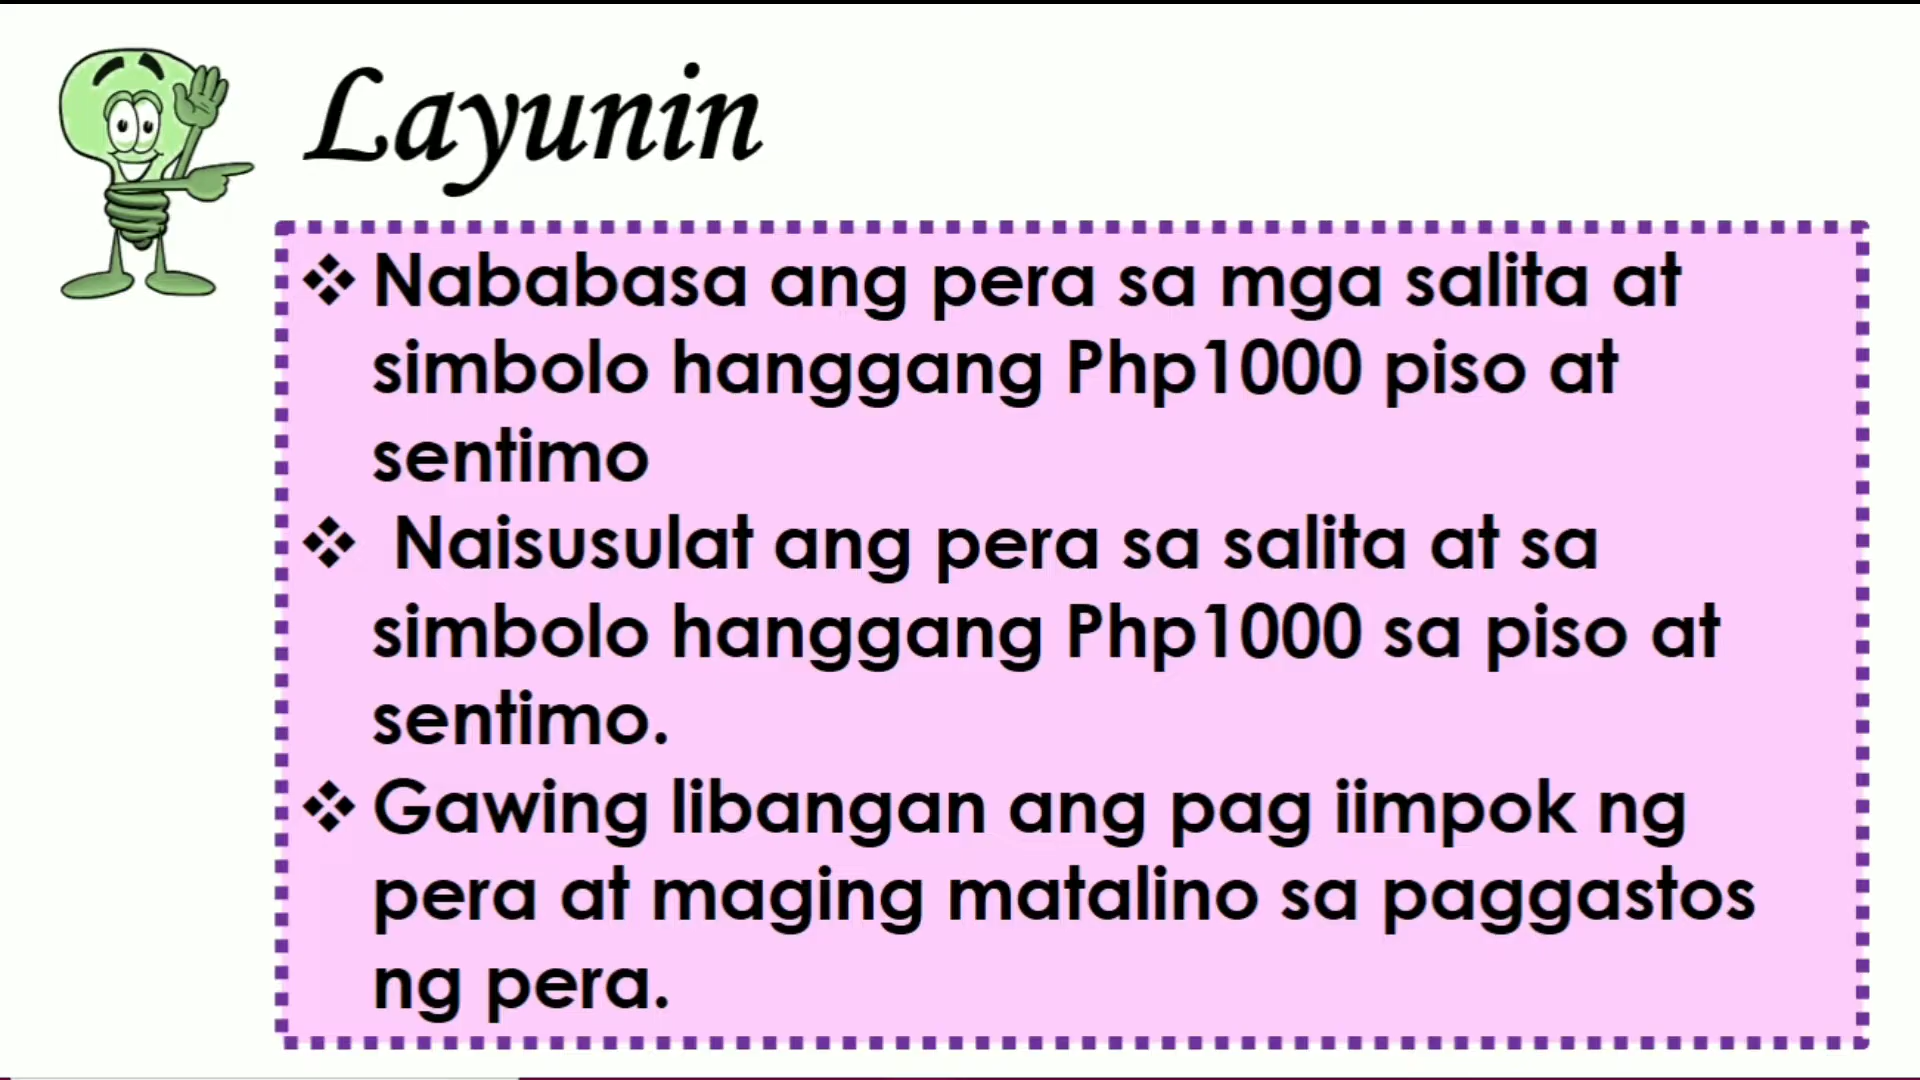 Layunin
❖ Nababasa ang pera sa mga salita at
simbolo hanggang Php1000 piso at
sentimo
❖ Naisusulat ang pera sa salita at sa
simbolo hanggang Php1000 sa piso at
sentimo.
❖ Gawing libangan ang pag iimpok ng
pera at maging matalino sa paggastos
ng pera.